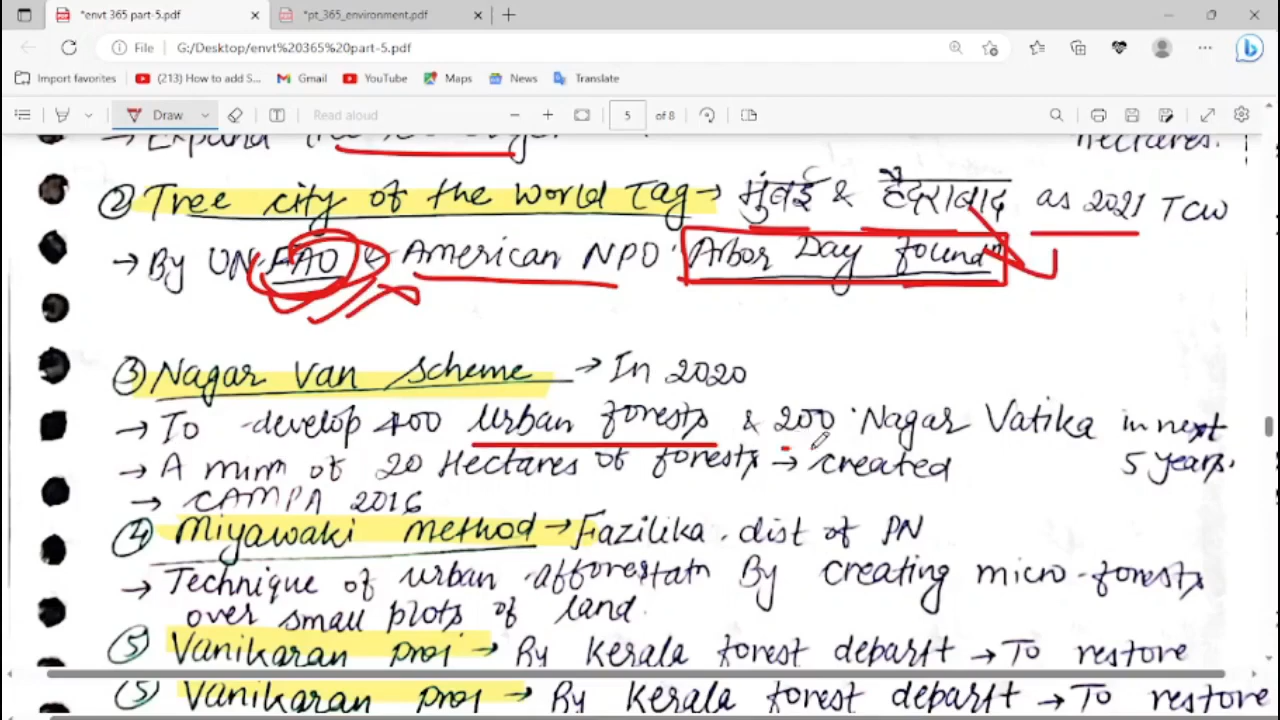 *envt 365 part-5.pdf
*pt_365_environment.pdf
File G:/Desktop/envt%20365%20part-5.pdf
Import favorites (213) How to add S... Gmail YouTube Maps News Translate
Draw Read aloud 5 of 8
→ Expand hectares.
② Tree city of the world Tag → मुंबई & हैदराबाद as 2021 TCW
→ By UN-FAO & American NPO. Arbor Day found
③ Nagar Van Scheme → In 2020
→ To develop 400 urban forests & 200 Nagar Vatika in next 5 years.
→ A minm of 20 Hectares of forests → created
→ CAMPA 2016
④ Miyawaki method → Fazilika dist of PN
→ Technique of urban afforestatn By creating micro-forests
over small plots of land.
⑤ Vanikaran proj → By Kerala forest depart → To restore
⑤ Vanikaran proj → By Kerala forest depart → To restore